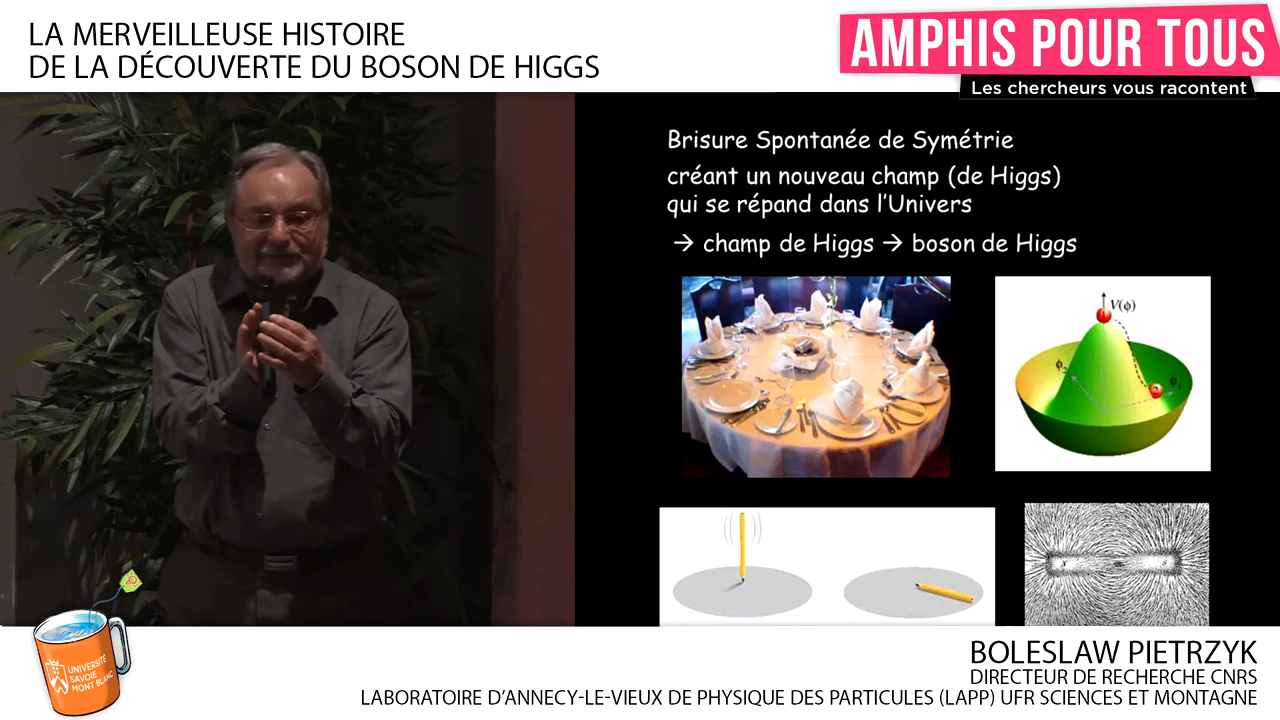 LA MERVEILLEUSE HISTOIRE
DE LA DÉCOUVERTE DU BOSON DE HIGGS
AMPHIS POUR TOUS
Les chercheurs vous racontent
Brisure Spontanée de Symétrie
créant un nouveau champ (de Higgs)
qui se répand dans l'Univers
→ champ de Higgs → boson de Higgs
V(ϕ)
UNIVERSITÉ
SAVOIE
MONT BLANC
BOLESLAW PIETRZYK
DIRECTEUR DE RECHERCHE CNRS
LABORATOIRE D'ANNECY-LE-VIEUX DE PHYSIQUE DES PARTICULES (LAPP) UFR SCIENCES ET MONTAGNE